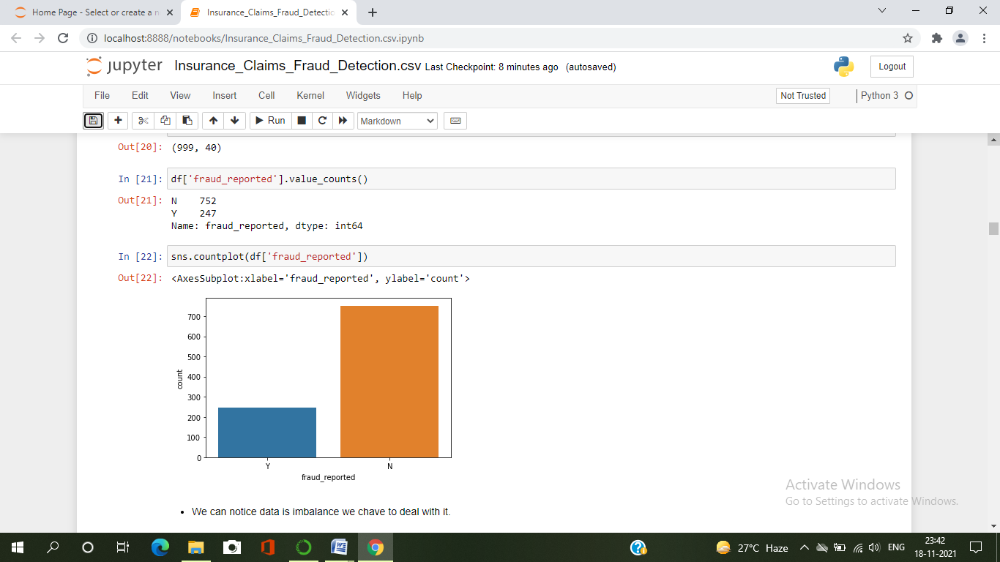 Home Page - Select or create a n
Insurance_Claims_Fraud_Detectio
localhost:8888/notebooks/Insurance_Claims_Fraud_Detection.csv.ipynb
jupyter Insurance_Claims_Fraud_Detection.csv Last Checkpoint: 8 minutes ago (autosaved)
Logout
File Edit View Insert Cell Kernel Widgets Help
Not Trusted
Python 3
Run
Markdown
Out[20]: (999, 40)
In [21]: df['fraud_reported'].value_counts()
Out[21]: N 752
Y 247
Name: fraud_reported, dtype: int64
In [22]: sns.countplot(df['fraud_reported'])
Out[22]: <AxesSubplot:xlabel='fraud_reported', ylabel='count'>
700
600
500
400
300
200
100
0
count
Y N
fraud_reported
Activate Windows
Go to Settings to activate Windows.
• We can notice data is imbalance we chave to deal with it.
27°C Haze
ENG
23:42
18-11-2021